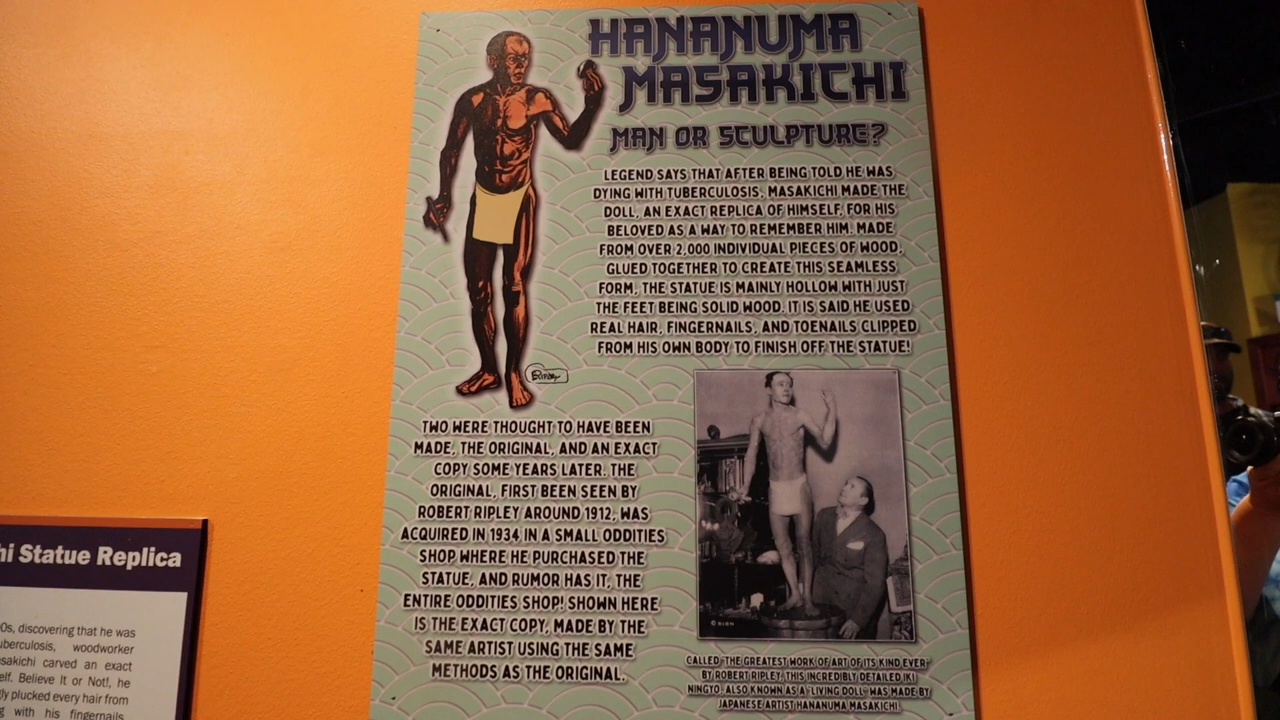 HANANUMA
MASAKICHI
MAN OR SCULPTURE?
LEGEND SAYS THAT AFTER BEING TOLD HE WAS
DYING WITH TUBERCULOSIS, MASAKICHI MADE THE
DOLL, AN EXACT REPLICA OF HIMSELF, FOR HIS
BELOVED AS A WAY TO REMEMBER HIM. MADE
FROM OVER 2,000 INDIVIDUAL PIECES OF WOOD,
GLUED TOGETHER TO CREATE THIS SEAMLESS
FORM, THE STATUE IS MAINLY HOLLOW WITH JUST
THE FEET BEING SOLID WOOD. IT IS SAID HE USED
REAL HAIR, FINGERNAILS, AND TOENAILS CLIPPED
FROM HIS OWN BODY TO FINISH OFF THE STATUE!
TWO WERE THOUGHT TO HAVE BEEN
MADE, THE ORIGINAL, AND AN EXACT
COPY SOME YEARS LATER. THE
ORIGINAL, FIRST BEEN SEEN BY
ROBERT RIPLEY AROUND 1912, WAS
ACQUIRED IN 1934 IN A SMALL ODDITIES
SHOP WHERE HE PURCHASED THE
STATUE, AND RUMOR HAS IT, THE
ENTIRE ODDITIES SHOP! SHOWN HERE
IS THE EXACT COPY, MADE BY THE
SAME ARTIST USING THE SAME
METHODS AS THE ORIGINAL.
CALLED "THE GREATEST WORK OF ART OF ITS KIND EVER"
BY ROBERT RIPLEY, THIS INCREDIBLY DETAILED IKI
NINGYO, ALSO KNOWN AS A "LIVING DOLL" WAS MADE BY
JAPANESE ARTIST HANANUMA MASAKICHI.
hi Statue Replica
0s, discovering that he was
uberculosis, woodworker
sakichi carved an exact
elf. Believe It or Not!, he
gly plucked every hair from
g with his fingernails,